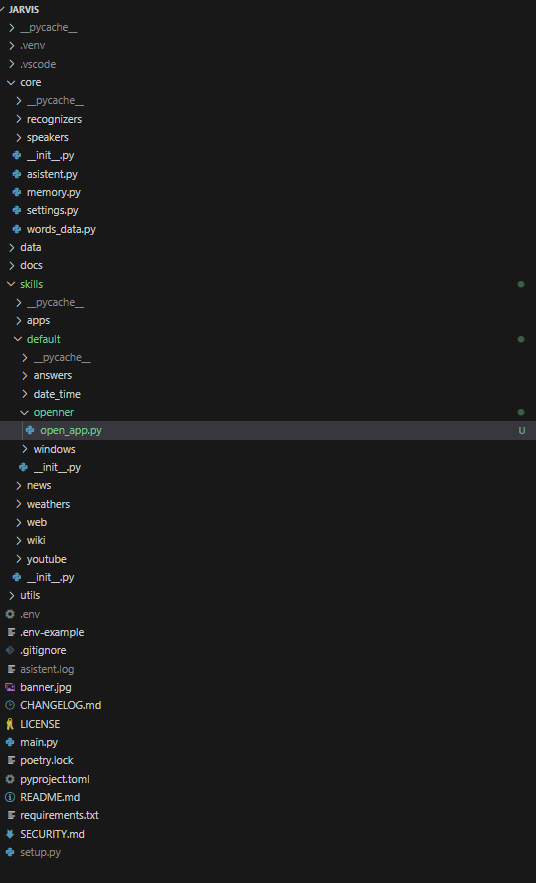 JARVIS
__pycache__
.venv
.vscode
core
__pycache__
recognizers
speakers
__init__.py
asistent.py
memory.py
settings.py
words_data.py
data
docs
skills
__pycache__
apps
default
__pycache__
answers
date_time
openner
open_app.py U
windows
__init__.py
news
weathers
web
wiki
youtube
__init__.py
utils
.env
.env-example
.gitignore
asistent.log
banner.jpg
CHANGELOG.md
LICENSE
main.py
poetry.lock
pyproject.toml
README.md
requirements.txt
SECURITY.md
setup.py